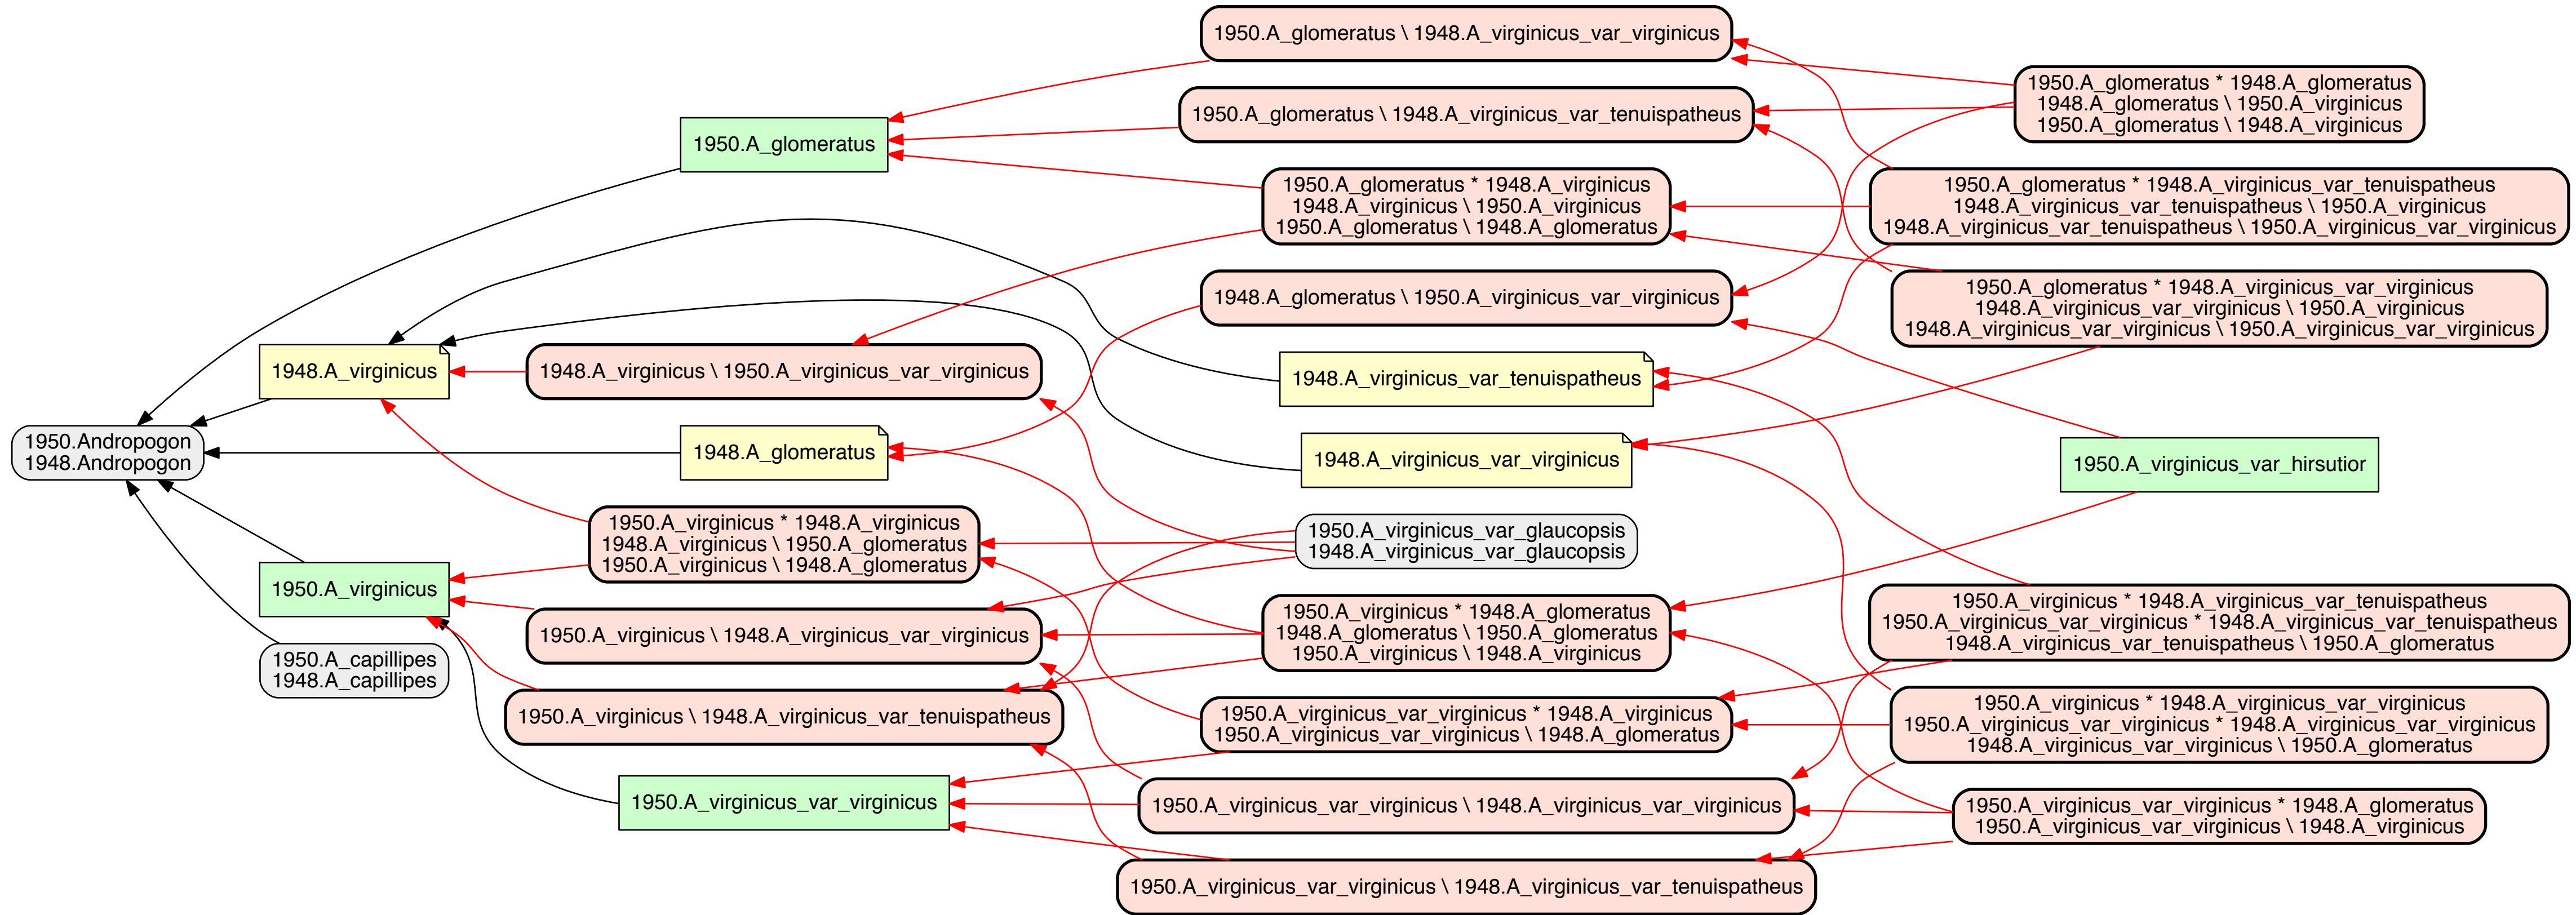 1950.A_glomeratus \ 1948.A_virginicus_var_virginicus
1950.A_glomeratus * 1948.A_glomeratus
1948.A_glomeratus \ 1950.A_virginicus
1950.A_glomeratus \ 1948.A_virginicus
1950.A_glomeratus \ 1948.A_virginicus_var_tenuispatheus
1950.A_glomeratus
1950.A_glomeratus * 1948.A_virginicus
1948.A_virginicus \ 1950.A_virginicus
1950.A_glomeratus \ 1948.A_glomeratus
1950.A_glomeratus * 1948.A_virginicus_var_tenuispatheus
1948.A_virginicus_var_tenuispatheus \ 1950.A_virginicus
1948.A_virginicus_var_tenuispatheus \ 1950.A_virginicus_var_virginicus
1948.A_glomeratus \ 1950.A_virginicus_var_virginicus
1950.A_glomeratus * 1948.A_virginicus_var_virginicus
1948.A_virginicus_var_virginicus \ 1950.A_virginicus
1948.A_virginicus_var_virginicus \ 1950.A_virginicus_var_virginicus
1948.A_virginicus
1948.A_virginicus \ 1950.A_virginicus_var_virginicus
1948.A_virginicus_var_tenuispatheus
1950.Andropogon
1948.Andropogon
1948.A_glomeratus
1948.A_virginicus_var_virginicus
1950.A_virginicus_var_hirsutior
1950.A_virginicus * 1948.A_virginicus
1948.A_virginicus \ 1950.A_glomeratus
1950.A_virginicus \ 1948.A_glomeratus
1950.A_virginicus_var_glaucopsis
1948.A_virginicus_var_glaucopsis
1950.A_virginicus
1950.A_virginicus \ 1948.A_virginicus_var_virginicus
1950.A_virginicus * 1948.A_glomeratus
1948.A_glomeratus \ 1950.A_glomeratus
1950.A_virginicus \ 1948.A_virginicus
1950.A_virginicus * 1948.A_virginicus_var_tenuispatheus
1950.A_virginicus_var_virginicus * 1948.A_virginicus_var_tenuispatheus
1948.A_virginicus_var_tenuispatheus \ 1950.A_glomeratus
1950.A_capillipes
1948.A_capillipes
1950.A_virginicus \ 1948.A_virginicus_var_tenuispatheus
1950.A_virginicus_var_virginicus * 1948.A_virginicus
1950.A_virginicus_var_virginicus \ 1948.A_glomeratus
1950.A_virginicus * 1948.A_virginicus_var_virginicus
1950.A_virginicus_var_virginicus * 1948.A_virginicus_var_virginicus
1948.A_virginicus_var_virginicus \ 1950.A_glomeratus
1950.A_virginicus_var_virginicus
1950.A_virginicus_var_virginicus \ 1948.A_virginicus_var_virginicus
1950.A_virginicus_var_virginicus * 1948.A_glomeratus
1950.A_virginicus_var_virginicus \ 1948.A_virginicus
1950.A_virginicus_var_virginicus \ 1948.A_virginicus_var_tenuispatheus